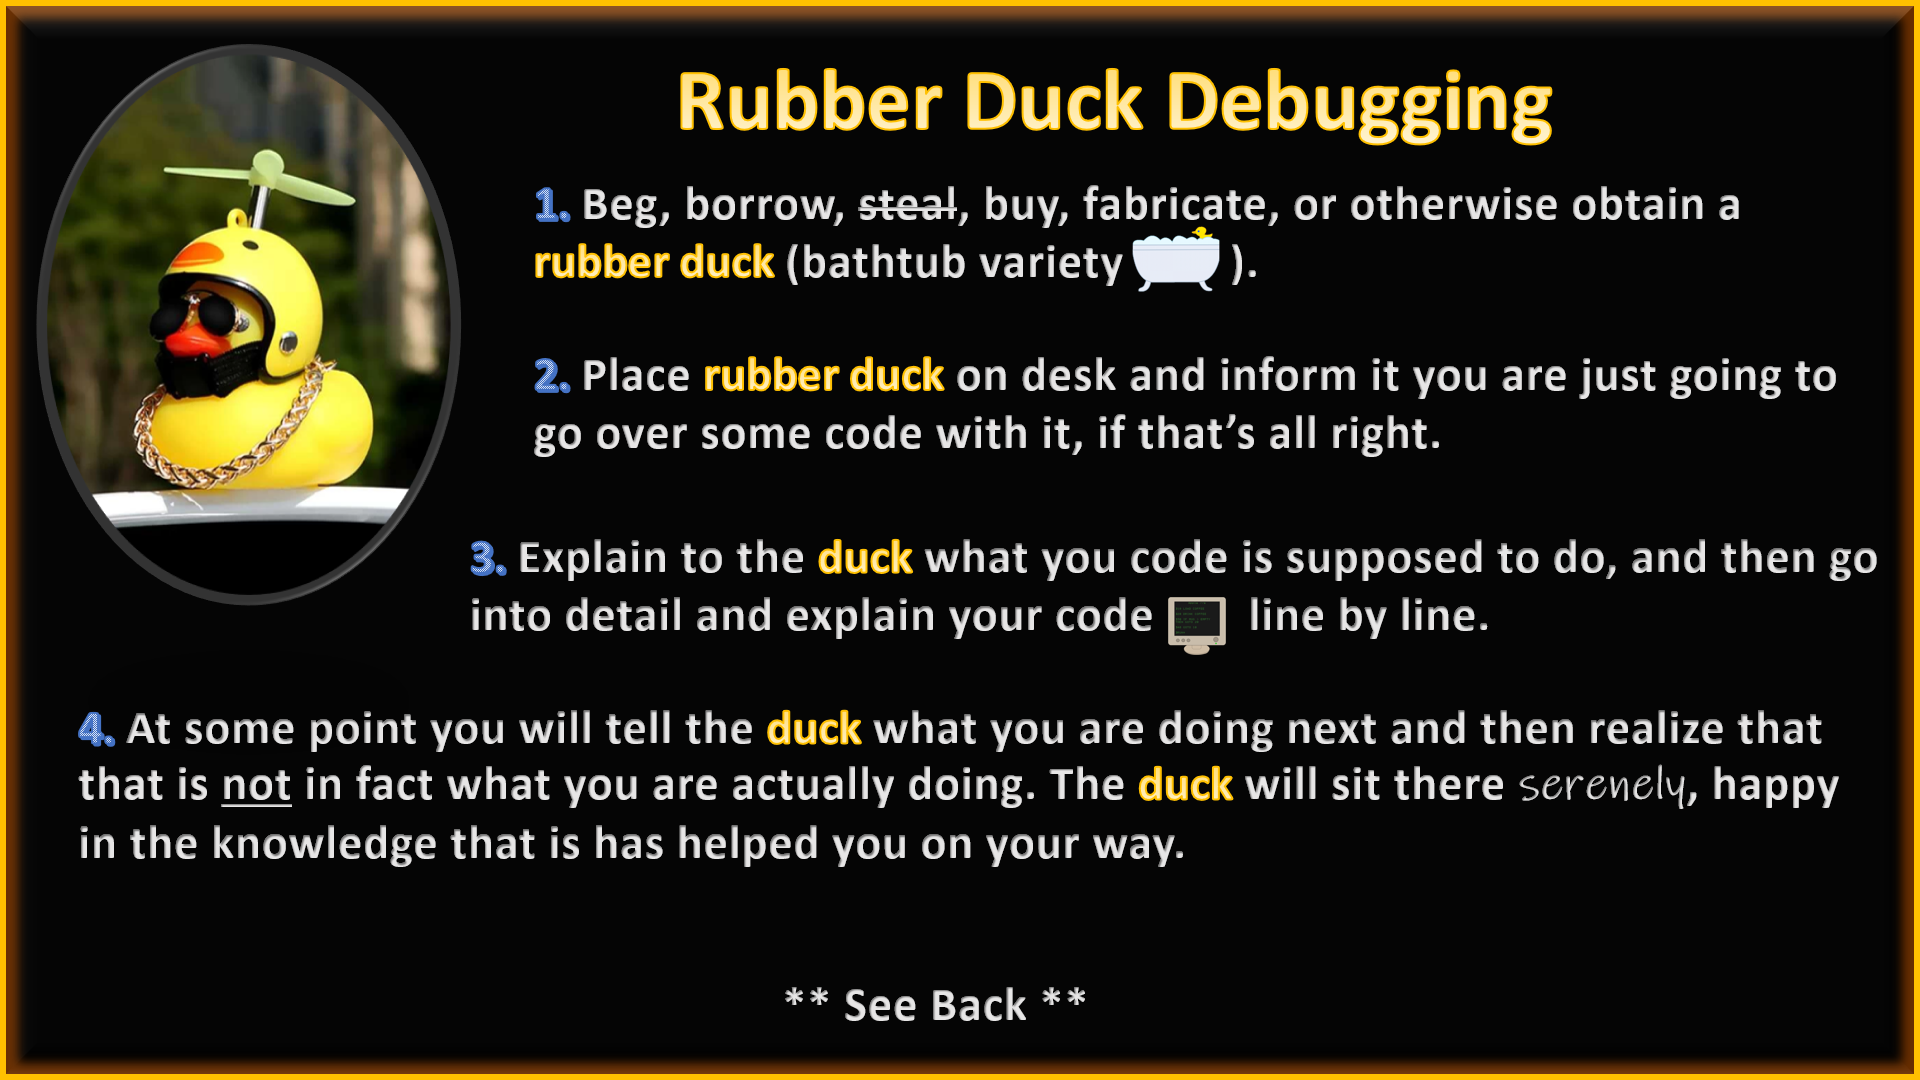 Rubber Duck Debugging
1. Beg, borrow, steal, buy, fabricate, or otherwise obtain a
rubber duck (bathtub variety ).
2. Place rubber duck on desk and inform it you are just going to
go over some code with it, if that’s all right.
3. Explain to the duck what you code is supposed to do, and then go
into detail and explain your code line by line.
4. At some point you will tell the duck what you are doing next and then realize that
that is not in fact what you are actually doing. The duck will sit there serenely, happy
in the knowledge that is has helped you on your way.
** See Back **